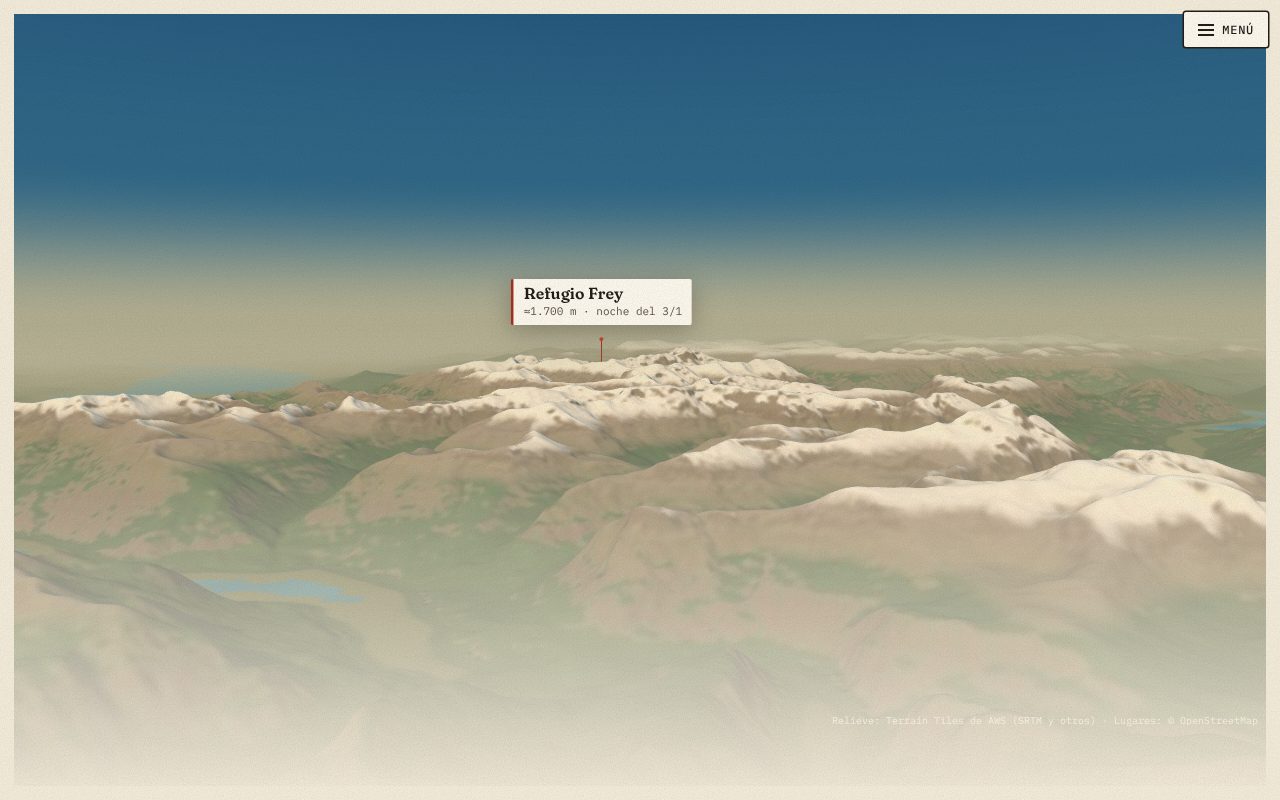 MENÚ
Refugio Frey
≈1.700 m · noche del 3/1
Relieve: Terrain Tiles de AWS (SRTM y otros) · Lugares: © OpenStreetMap